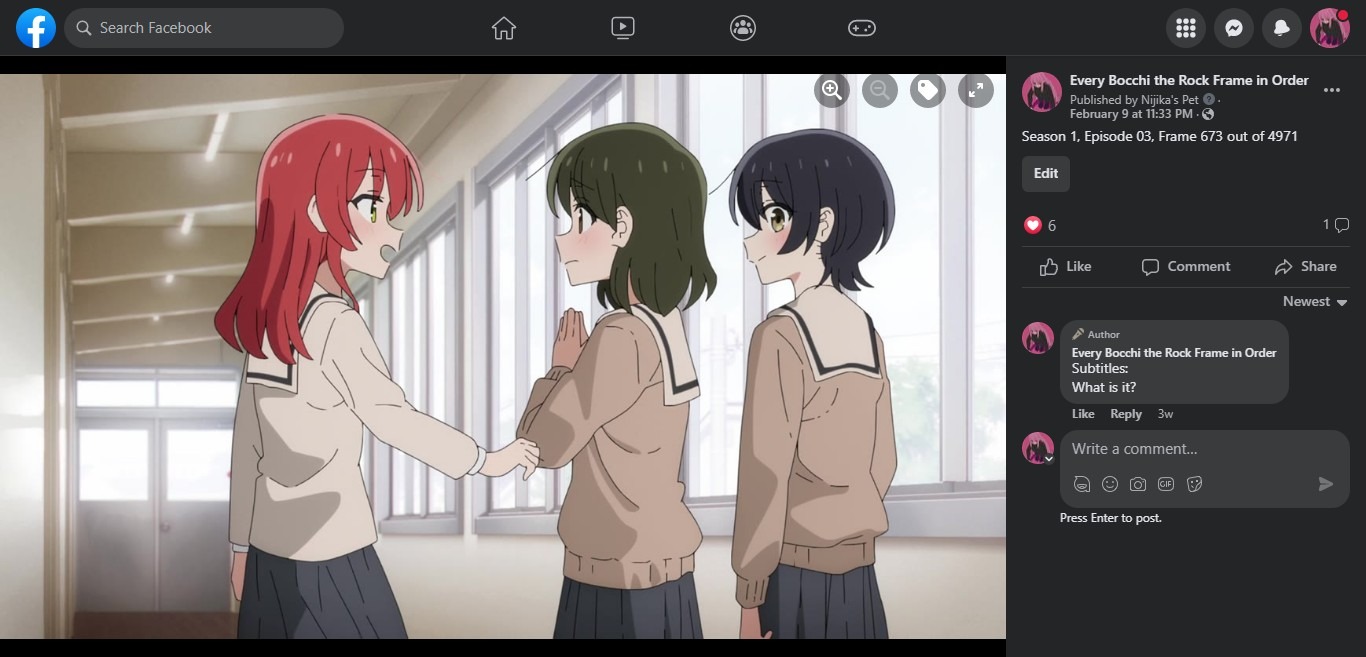 Search Facebook
Every Bocchi the Rock Frame in Order
Published by Nijika's Pet ·
February 9 at 11:33 PM ·
Season 1, Episode 03, Frame 673 out of 4971
Edit
6
1
Like
Comment
Share
Newest
Author
Every Bocchi the Rock Frame in Order
Subtitles:
What is it?
Like Reply 3w
Write a comment...
GIF
Press Enter to post.